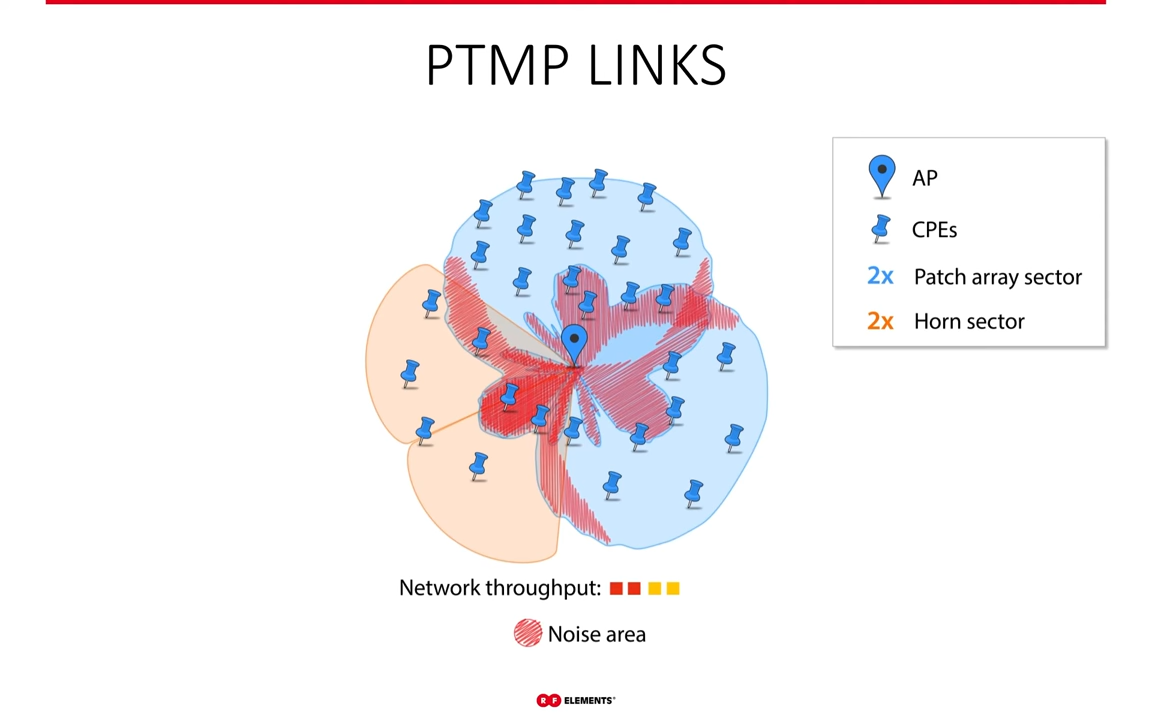 PTMP LINKS
AP
CPEs
2x Patch array sector
2x Horn sector
Network throughput:
Noise area
RF ELEMENTS®